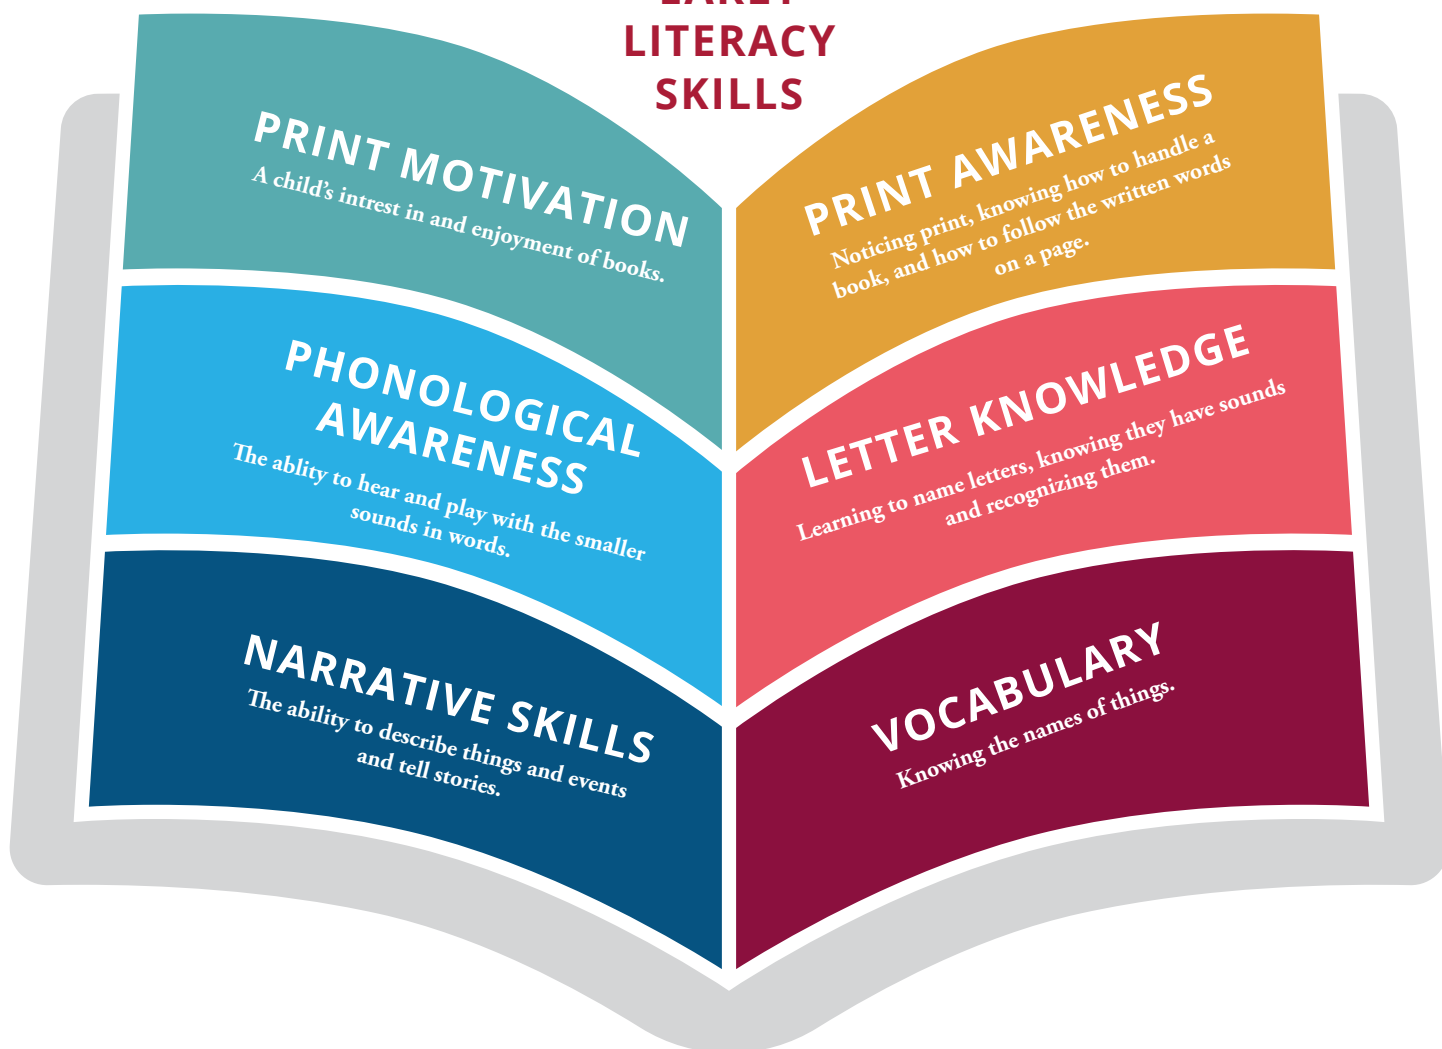 EARLY
LITERACY
SKILLS
PRINT MOTIVATION
A child's intrest in and enjoyment of books.
PHONOLOGICAL
AWARENESS
The ablity to hear and play with the smaller
sounds in words.
NARRATIVE SKILLS
The ability to describe things and events
and tell stories.
PRINT AWARENESS
Noticing print, knowing how to handle a
book, and how to follow the written words
on a page.
LETTER KNOWLEDGE
Learning to name letters, knowing they have sounds
and recognizing them.
VOCABULARY
Knowing the names of things.